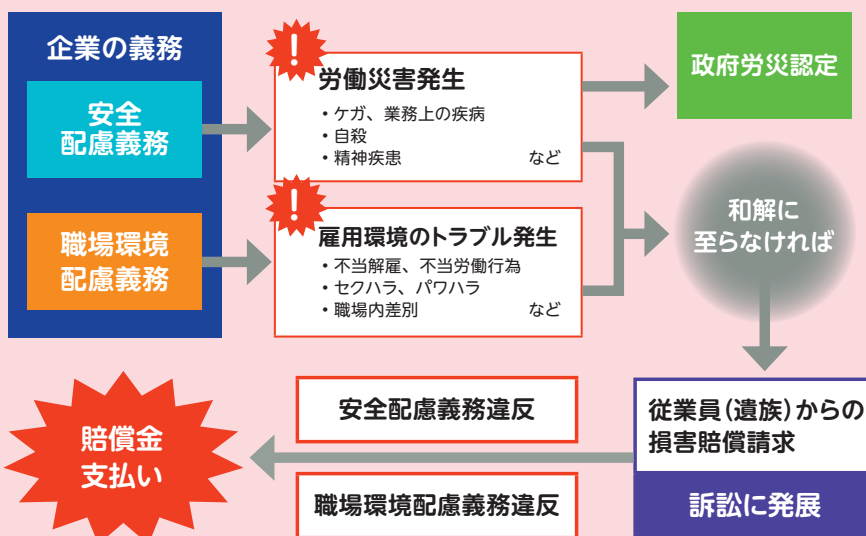 企業の義務
安全
配慮義務
職場環境
配慮義務
!
労働災害発生
・ケガ、業務上の疾病
・自殺
・精神疾患 など
!
雇用環境のトラブル発生
・不当解雇、不当労働行為
・セクハラ、パワハラ
・職場内差別 など
政府労災認定
和解に
至らなければ
従業員(遺族)からの
損害賠償請求
訴訟に発展
安全配慮義務違反
職場環境配慮義務違反
賠償金
支払い